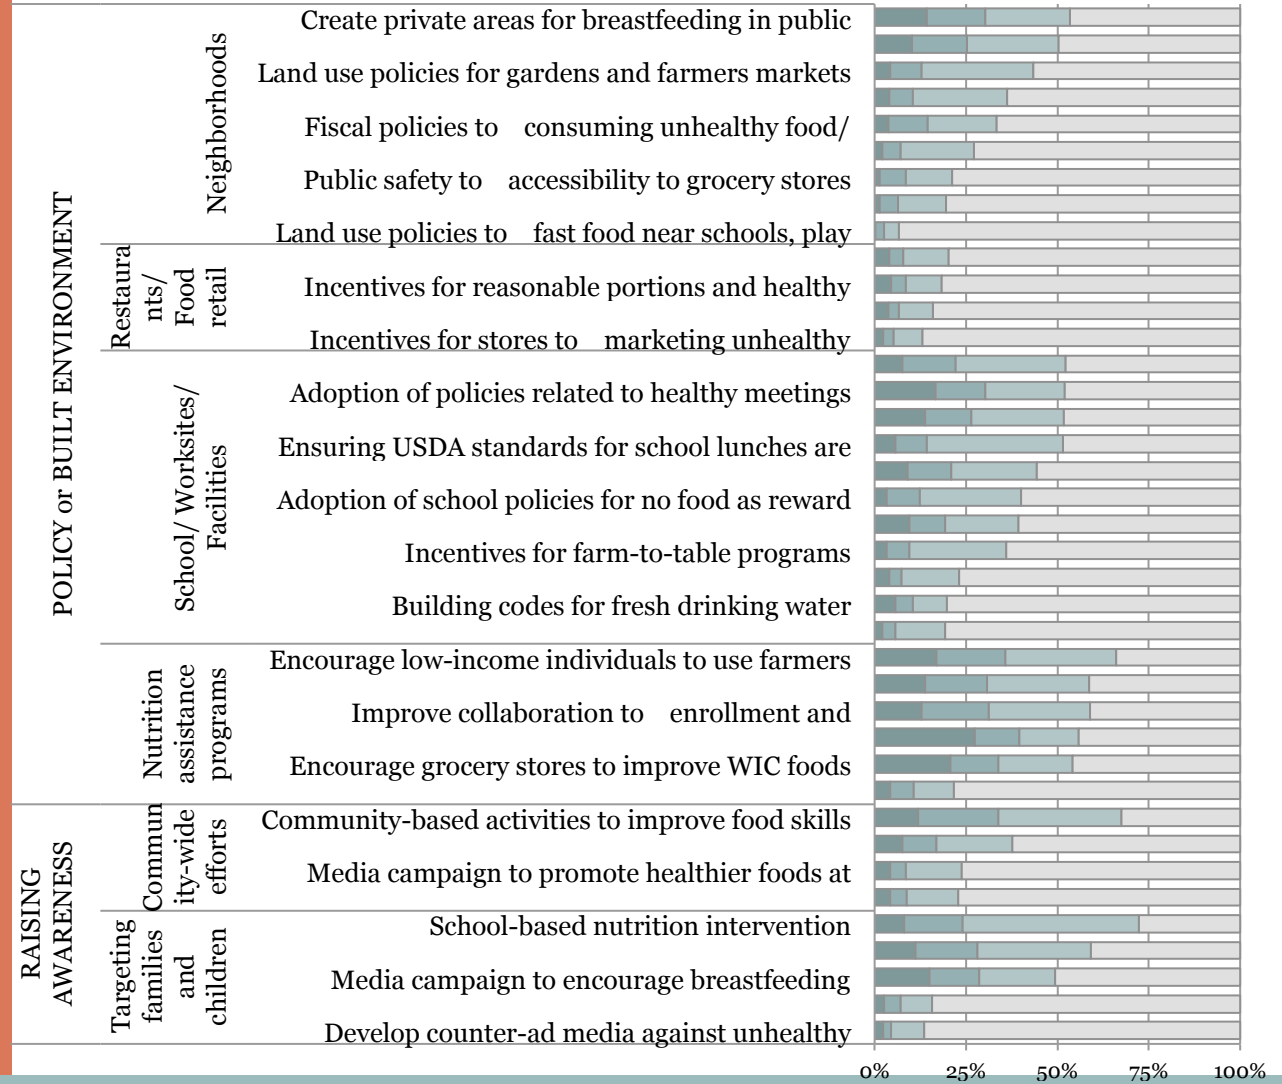 POLICY or BUILT ENVIRONMENT
Neighborhoods
Create private areas for breastfeeding in public
Land use policies for gardens and farmers markets
Fiscal policies to consuming unhealthy food/
Public safety to accessibility to grocery stores
Land use policies to fast food near schools, play
Restaura
nts/
Food
retail
Incentives for reasonable portions and healthy
Incentives for stores to marketing unhealthy
School/ Worksites/
Facilities
Adoption of policies related to healthy meetings
Ensuring USDA standards for school lunches are
Adoption of school policies for no food as reward
Incentives for farm-to-table programs
Building codes for fresh drinking water
Nutrition
assistance
programs
Encourage low-income individuals to use farmers
Improve collaboration to enrollment and
Encourage grocery stores to improve WIC foods
RAISING
AWARENESS
Commun
ity-wide
efforts
Community-based activities to improve food skills
Media campaign to promote healthier foods at
Targeting
families
and
children
School-based nutrition intervention
Media campaign to encourage breastfeeding
Develop counter-ad media against unhealthy
0% 25% 50% 75% 100%